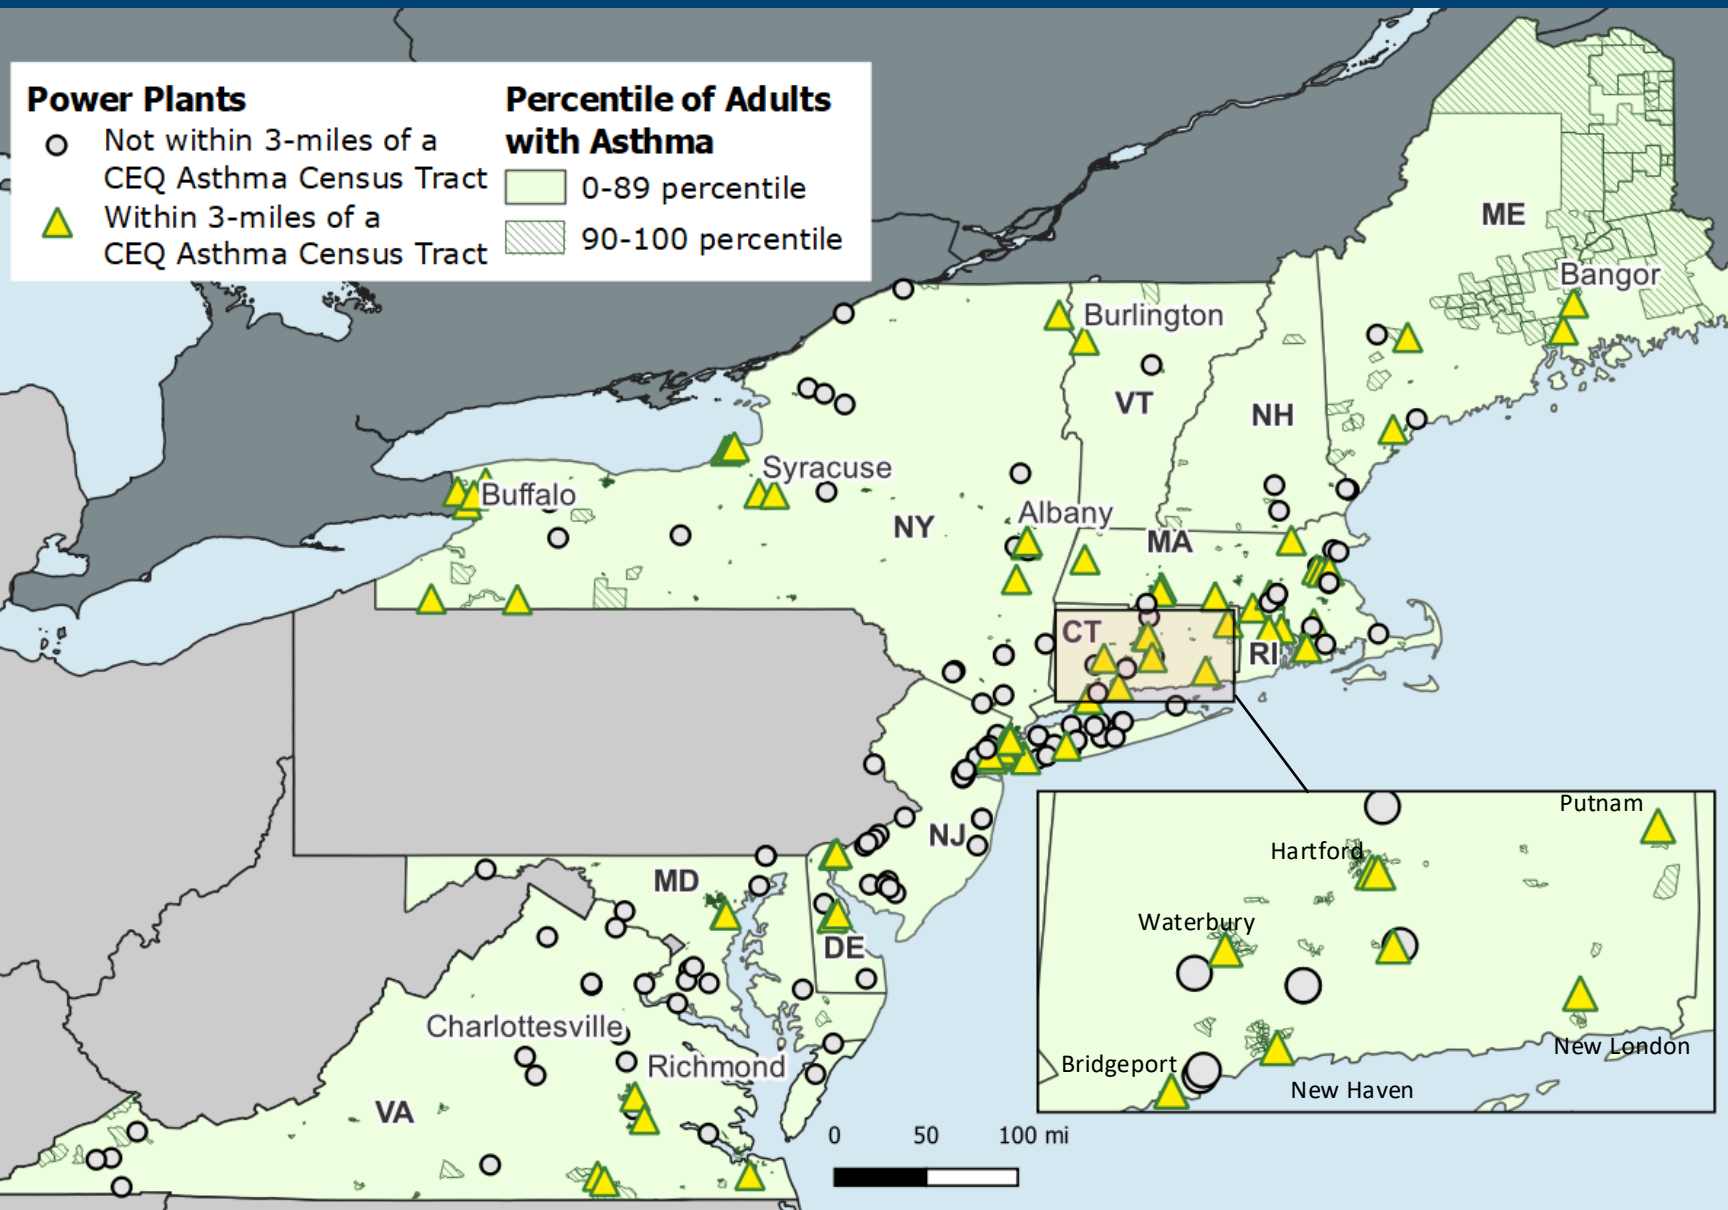 Power Plants
Not within 3-miles of a
CEQ Asthma Census Tract
Within 3-miles of a
CEQ Asthma Census Tract
Percentile of Adults
with Asthma
0-89 percentile
90-100 percentile
ME
Bangor
Burlington
VT
NH
Syracuse
Buffalo
NY
Albany
MA
CT
RI
NJ
MD
DE
Charlottesville
Richmond
VA
Putnam
Hartford
Waterbury
Bridgeport
New London
New Haven
0 50 100 mi